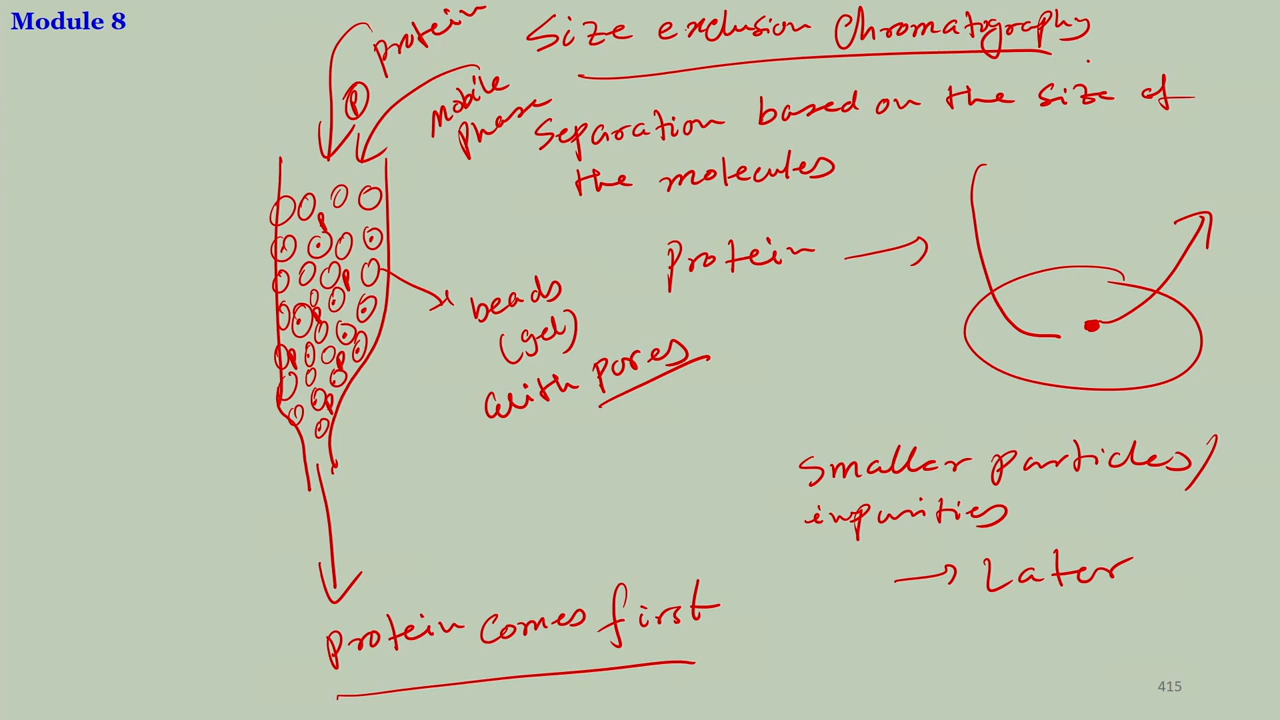 Module 8
Size exclusion Chromatography
protein
P
mobile
phase
Separation based on the size of
the molecules
Protein →
beads
(gel)
with pores
smaller particles/
impurities
→ Later
protein comes first
415